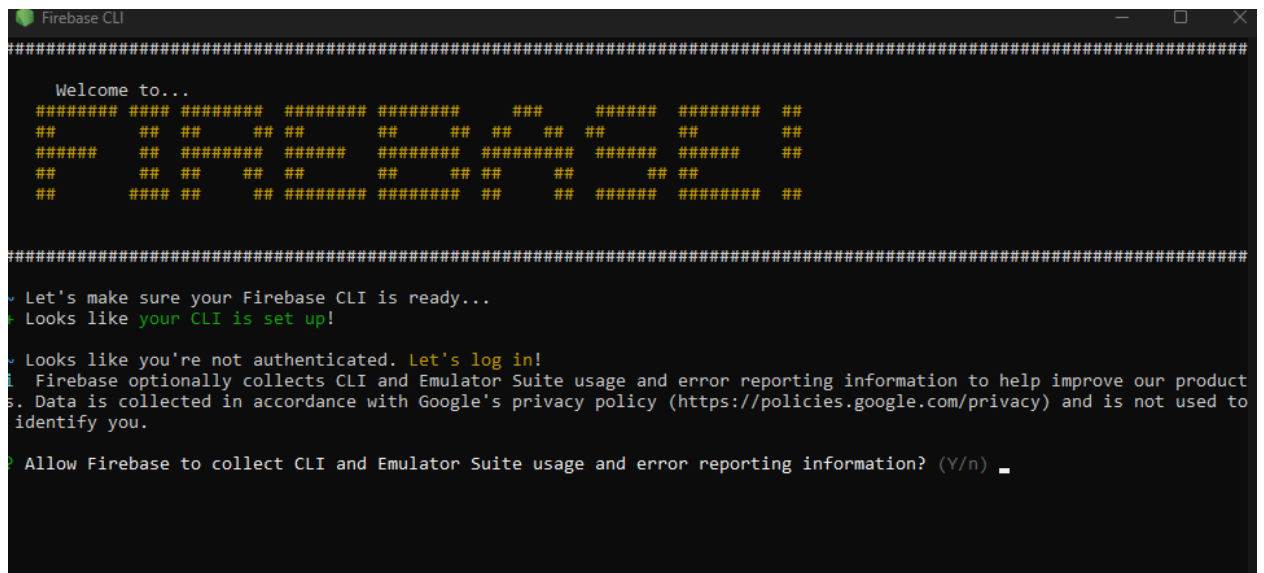 Firebase CLI
########################################################################################################################
Welcome to...
######## #### ######## ######## ######## ### ###### ######## ##
## ## ## ## ## ## ## ## ## ## ## ##
###### ## ######## ###### ######## ######### ###### ###### ##
## ## ## ## ## ## ## ## ## ## ##
## #### ## ## ######## ######## ## ## ###### ######## ##
########################################################################################################################
~ Let's make sure your Firebase CLI is ready...
+ Looks like your CLI is set up!
~ Looks like you're not authenticated. Let's log in!
i Firebase optionally collects CLI and Emulator Suite usage and error reporting information to help improve our product
s. Data is collected in accordance with Google's privacy policy (https://policies.google.com/privacy) and is not used to
identify you.
? Allow Firebase to collect CLI and Emulator Suite usage and error reporting information? (Y/n) _